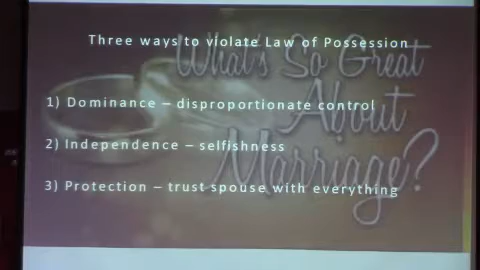 Three ways to violate Law of Possession
What's So Great
1) Dominance – disproportionate control
About
2) Independence – selfishness
Marriage?
3) Protection – trust spouse with everything